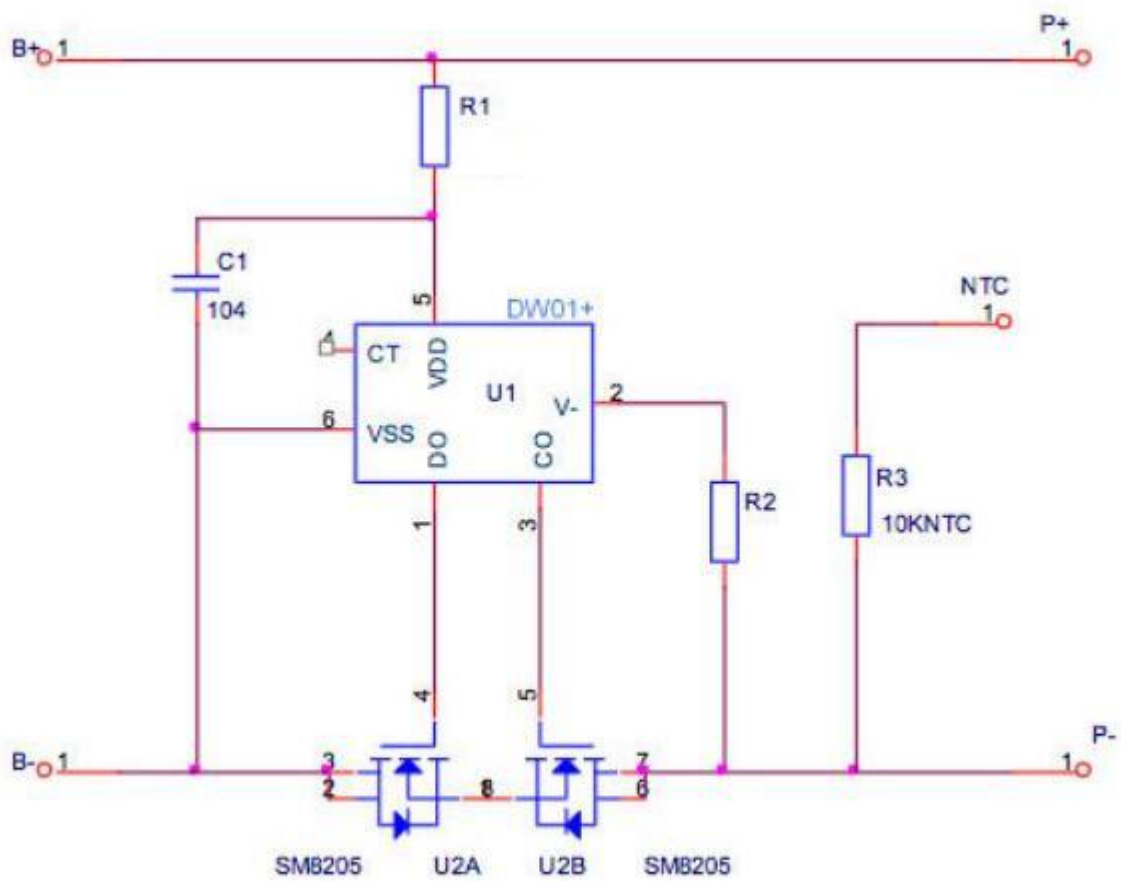 B+ 1
P+
1
R1
C1
104
5
DW01+
NTC
1
4
CT
VDD
U1
V- 2
6 VSS
DO
CO
R2
R3
10KNTC
1
3
4
5
B- 1
P-
1
3
2
7
6
SM8205
U2A
U2B
SM8205